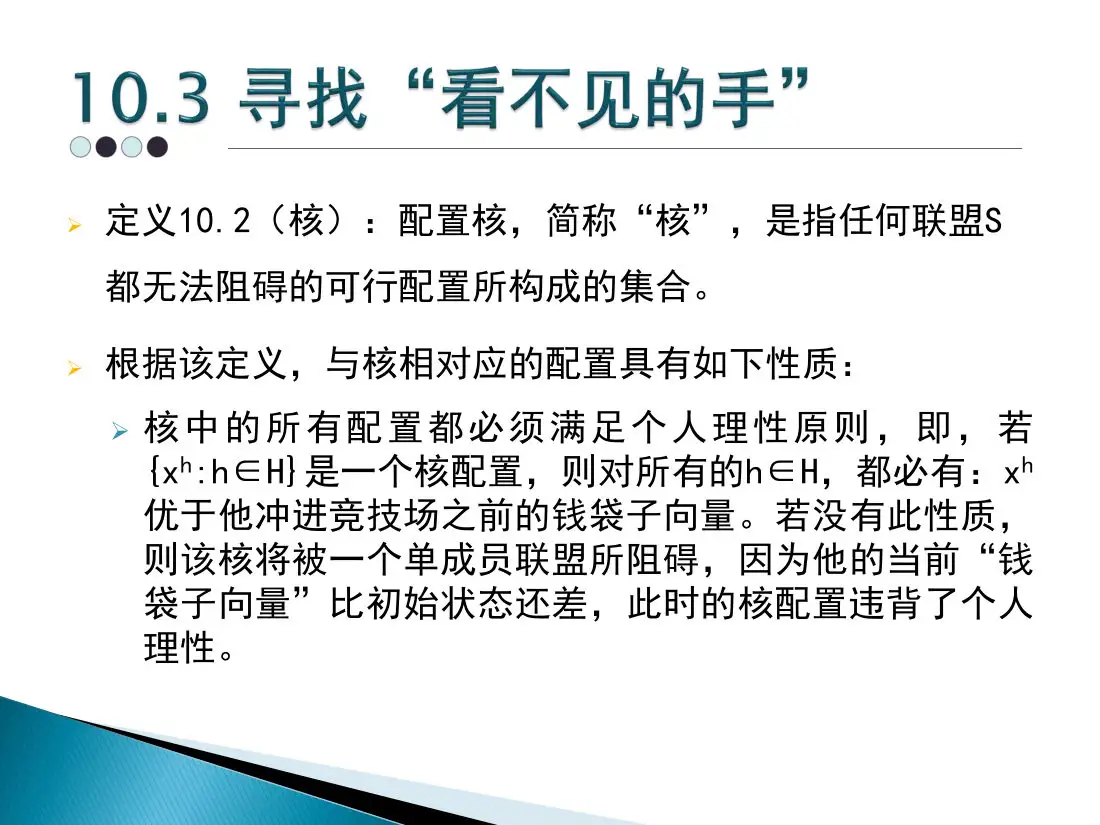 10.3 寻找“看不见的手”
定义10.2（核）：配置核，简称“核”，是指任何联盟S
都无法阻碍的可行配置所构成的集合。
根据该定义，与核相对应的配置具有如下性质：
核中的所有配置都必须满足个人理性原则，即，若
{xʰ:h∈H}是一个核配置，则对所有的h∈H，都必有：xʰ
优于他冲进竞技场之前的钱袋子向量。若没有此性质，
则该核将被一个单成员联盟所阻碍，因为他的当前“钱
袋子向量”比初始状态还差，此时的核配置违背了个人
理性。